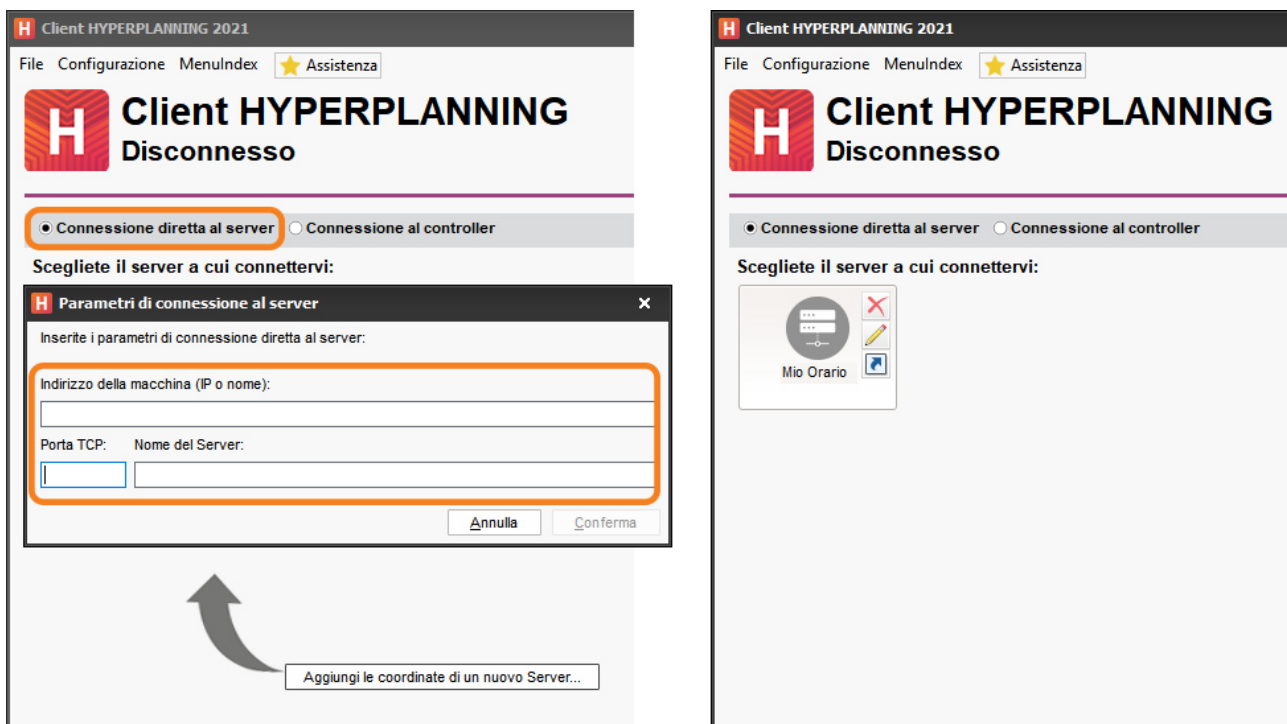 H Client HYPERPLANNING 2021
File Configurazione MenuIndex Assistenza
H
Client HYPERPLANNING
Disconnesso
Connessione diretta al server Connessione al controller
Scegliete il server a cui connettervi:
H Parametri di connessione al server ×
Inserite i parametri di connessione diretta al server:
Indirizzo della macchina (IP o nome):
Porta TCP: Nome del Server:
Annulla Conferma
Aggiungi le coordinate di un nuovo Server...
H Client HYPERPLANNING 2021
File Configurazione MenuIndex Assistenza
H
Client HYPERPLANNING
Disconnesso
Connessione diretta al server Connessione al controller
Scegliete il server a cui connettervi:
Mio Orario